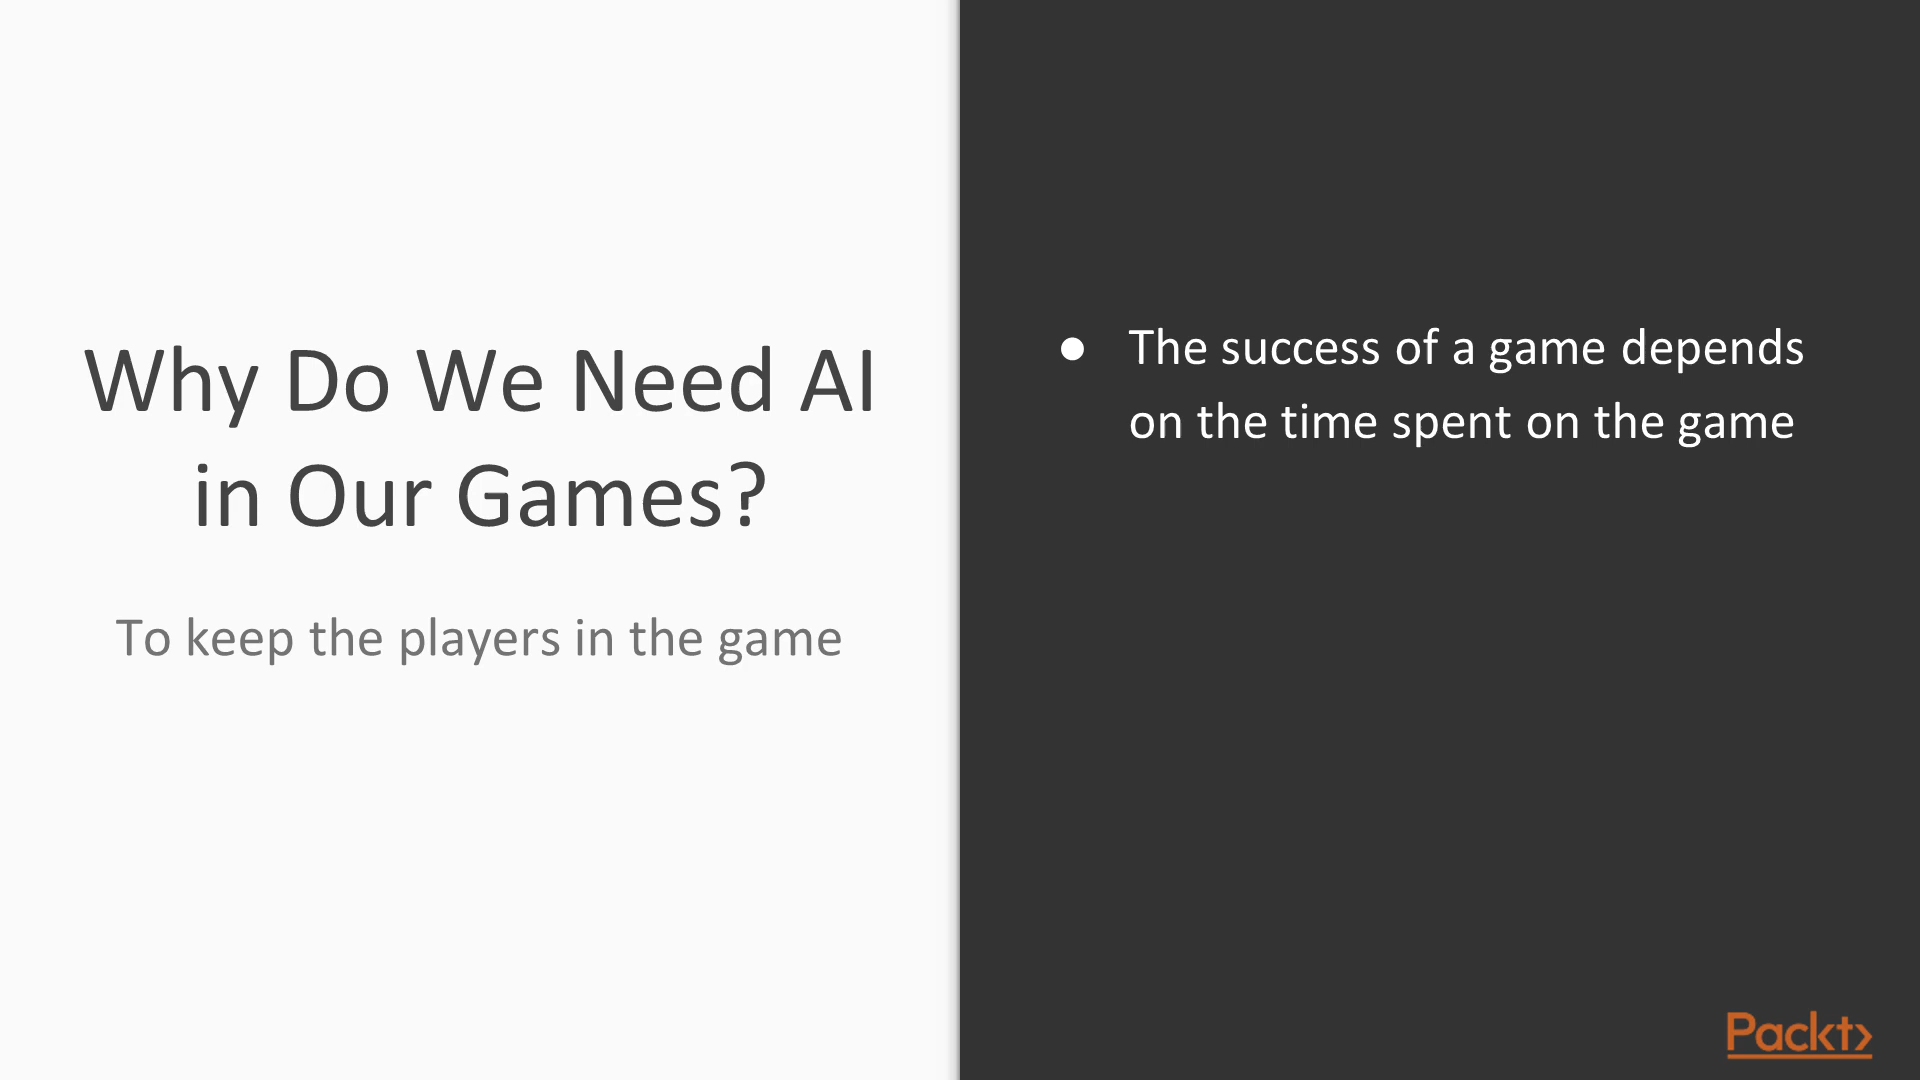 Why Do We Need AI
in Our Games?
To keep the players in the game
● The success of a game depends
on the time spent on the game
Packt>